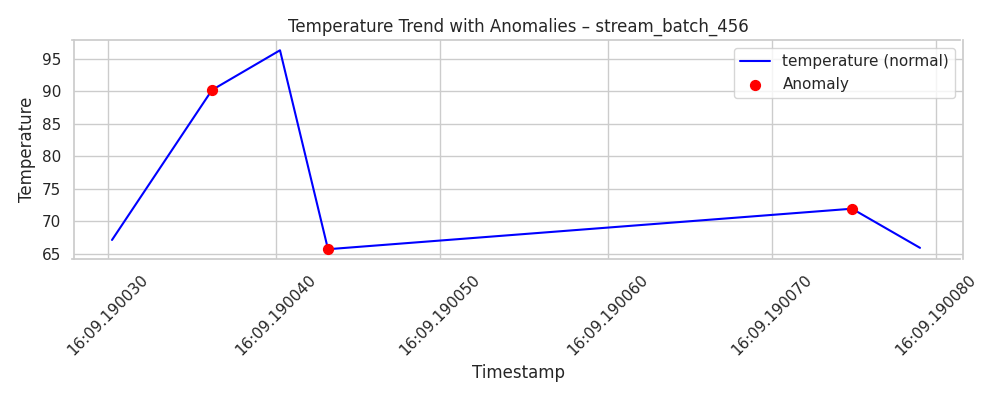 Temperature Trend with Anomalies – stream_batch_456
temperature (normal)
Anomaly
Temperature
95
90
85
80
75
70
65
16:09.190030
16:09.190040
16:09.190050
16:09.190060
16:09.190070
16:09.190080
Timestamp